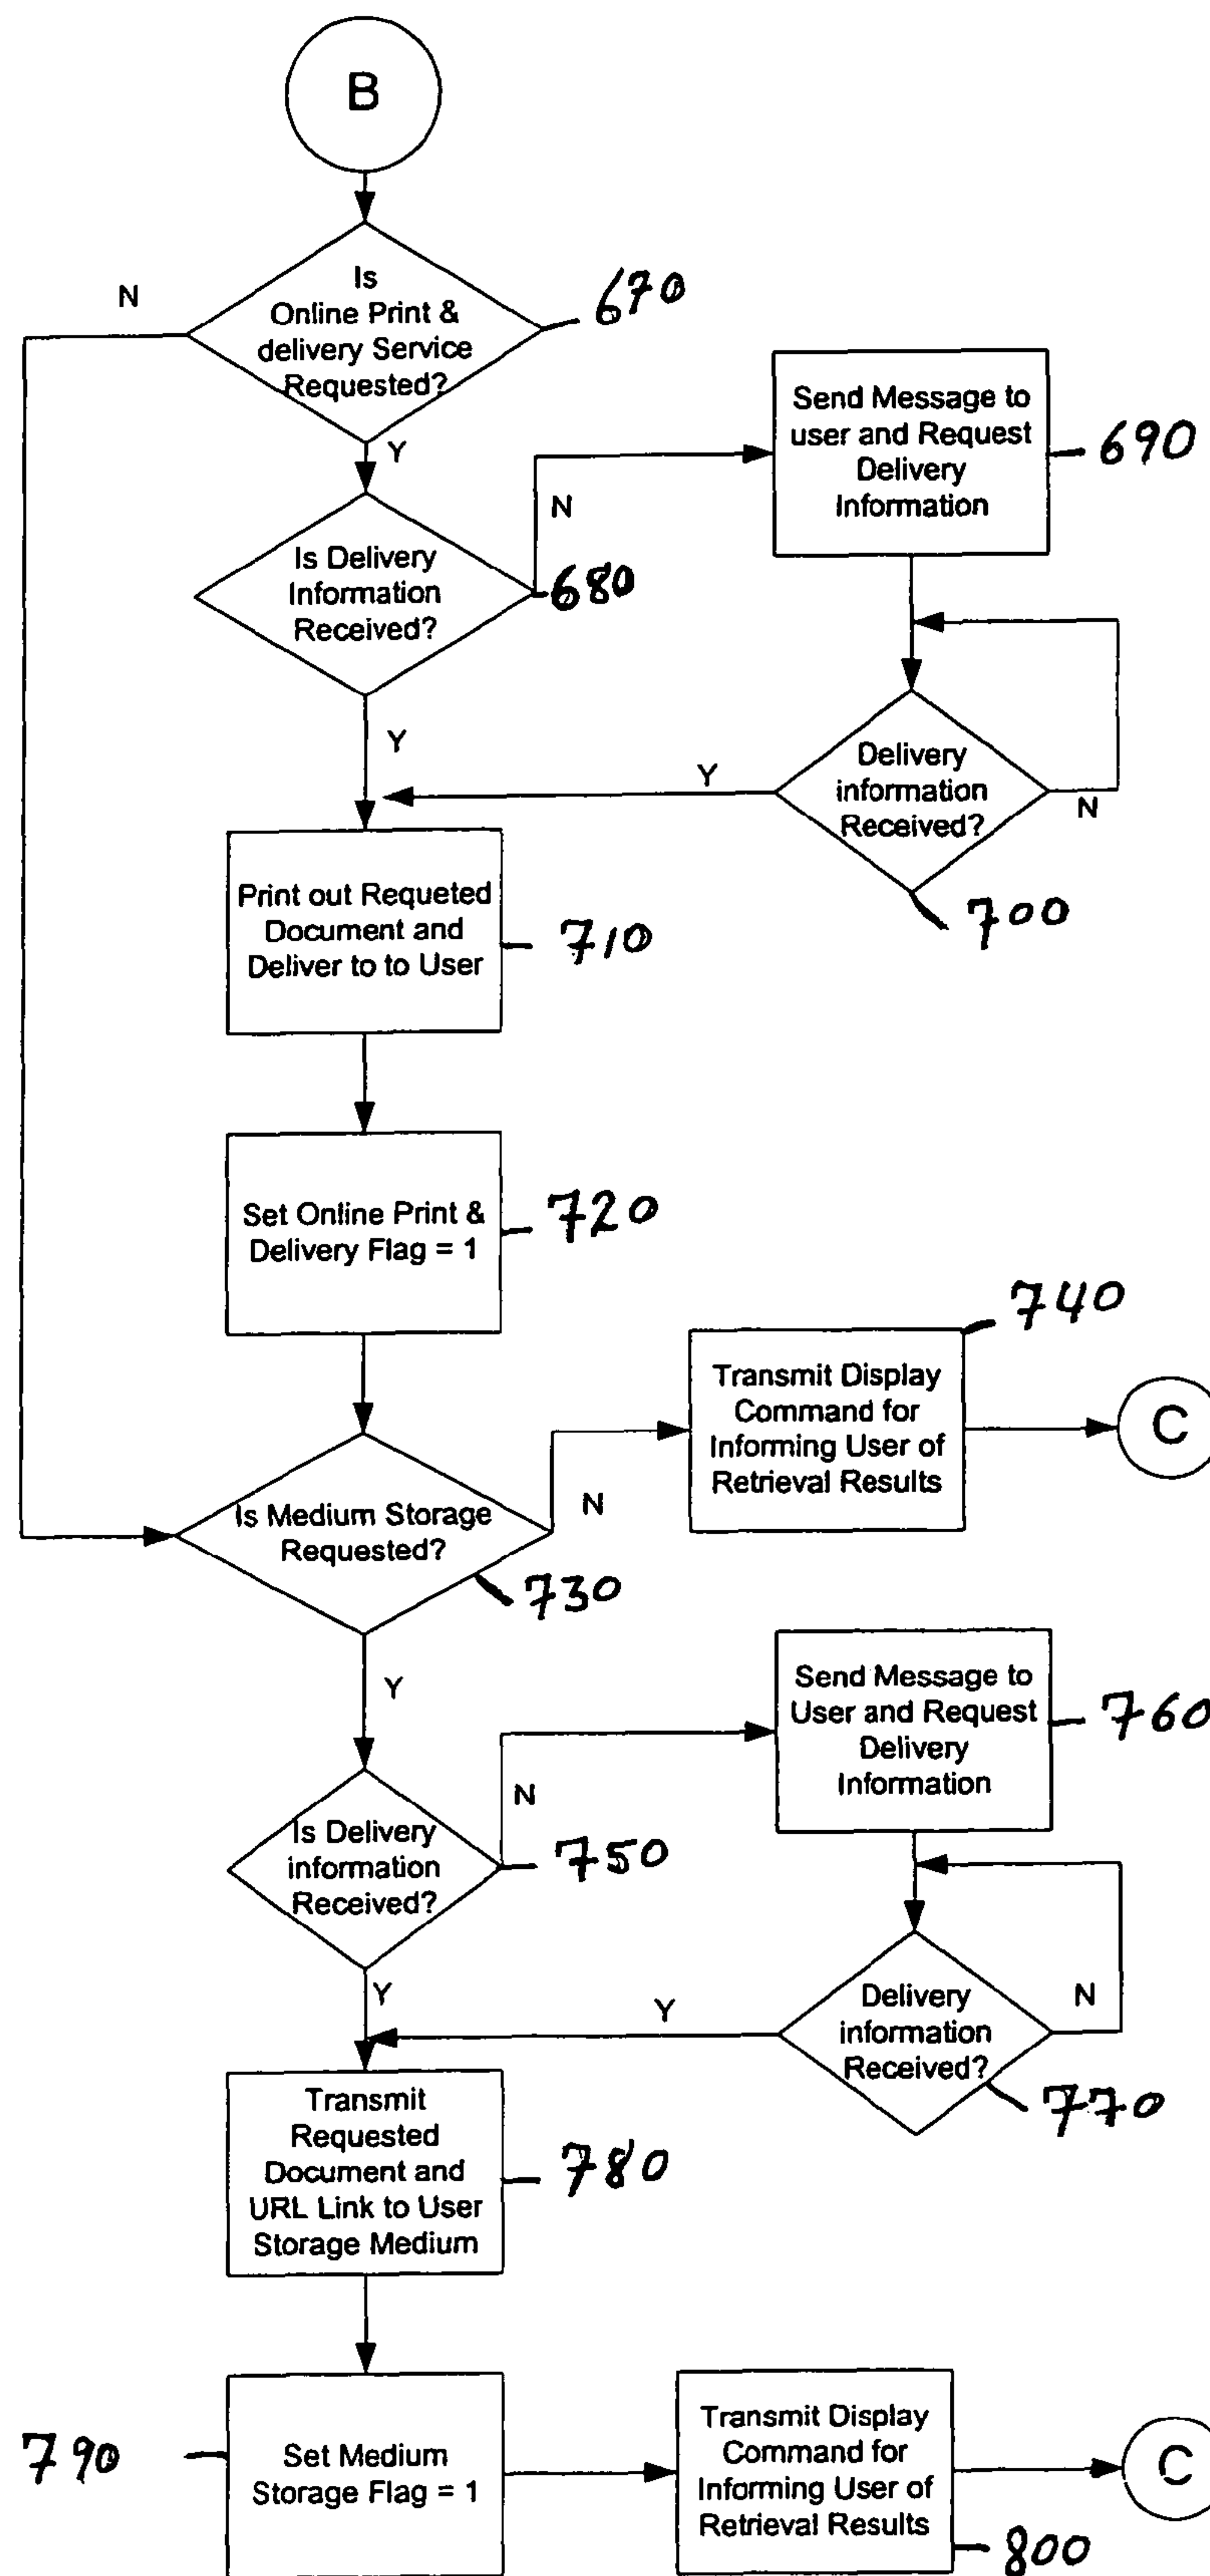 B
Is
Online Print &
delivery Service
Requested?
670
N
Y
Send Message to
user and Request
Delivery
Information
690
Is Delivery
Information
Received?
680
N
Y
Delivery
information
Received?
Y
N
700
Print out Requeted
Document and
Deliver to to User
710
Set Online Print &
Delivery Flag = 1
720
740
Transmit Display
Command for
Informing User of
Retrieval Results
C
Is Medium Storage
Requested?
N
730
Y
Send Message to
User and Request
Delivery
Information
760
Is Delivery
information
Received?
N
750
Y
Delivery
information
Received?
Y
N
770
Transmit
Requested
Document and
URL Link to User
Storage Medium
780
790
Set Medium
Storage Flag = 1
Transmit Display
Command for
Informing User of
Retrieval Results
800
C